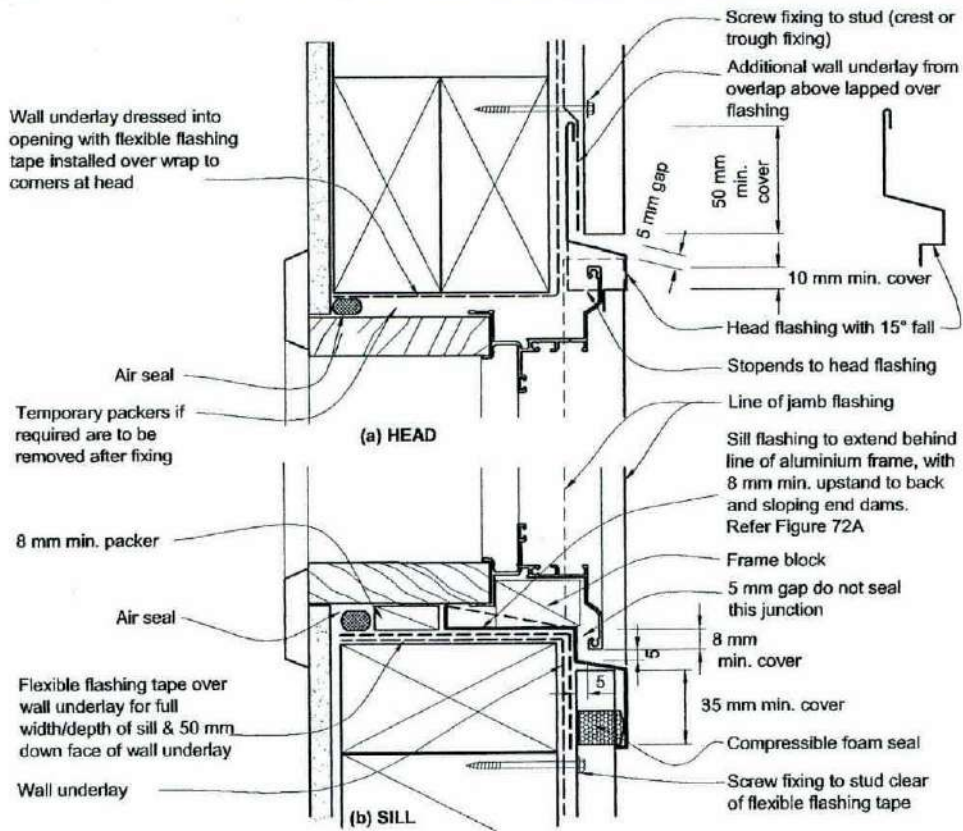 Screw fixing to stud (crest or
trough fixing)
Additional wall underlay from
overlap above lapped over
flashing
Wall underlay dressed into
opening with flexible flashing
tape installed over wrap to
corners at head
5 mm gap
50 mm
min.
cover
10 mm min. cover
Head flashing with 15° fall
Stopends to head flashing
Air seal
Temporary packers if
required are to be
removed after fixing
(a) HEAD
Line of jamb flashing
Sill flashing to extend behind
line of aluminium frame, with
8 mm min. upstand to back
and sloping end dams.
Refer Figure 72A
8 mm min. packer
Frame block
5 mm gap do not seal
this junction
Air seal
8 mm
min. cover
5
5
35 mm min. cover
Flexible flashing tape over
wall underlay for full
width/depth of sill & 50 mm
down face of wall underlay
Compressible foam seal
Wall underlay
Screw fixing to stud clear
of flexible flashing tape
(b) SILL